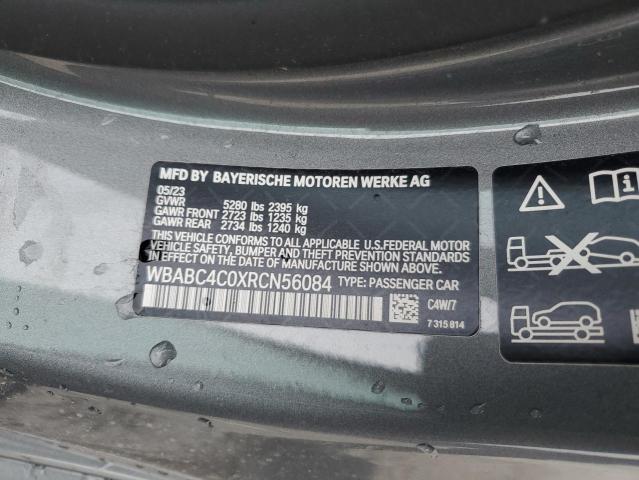 MFD BY BAYERISCHE MOTOREN WERKE AG
05/23
GVWR 5280 lbs 2395 kg
GAWR FRONT 2723 lbs 1235 kg
GAWR REAR 2734 lbs 1240 kg
THIS VEHICLE CONFORMS TO ALL APPLICABLE U.S.FEDERAL MOTOR
VEHICLE SAFETY, BUMPER AND THEFT PREVENTION STANDARDS
IN EFFECT ON THE DATE OF MANUFACTURE SHOWN ABOVE.
WBABC4C0XRCN56084 TYPE: PASSENGER CAR
C4W/7
7 315 814